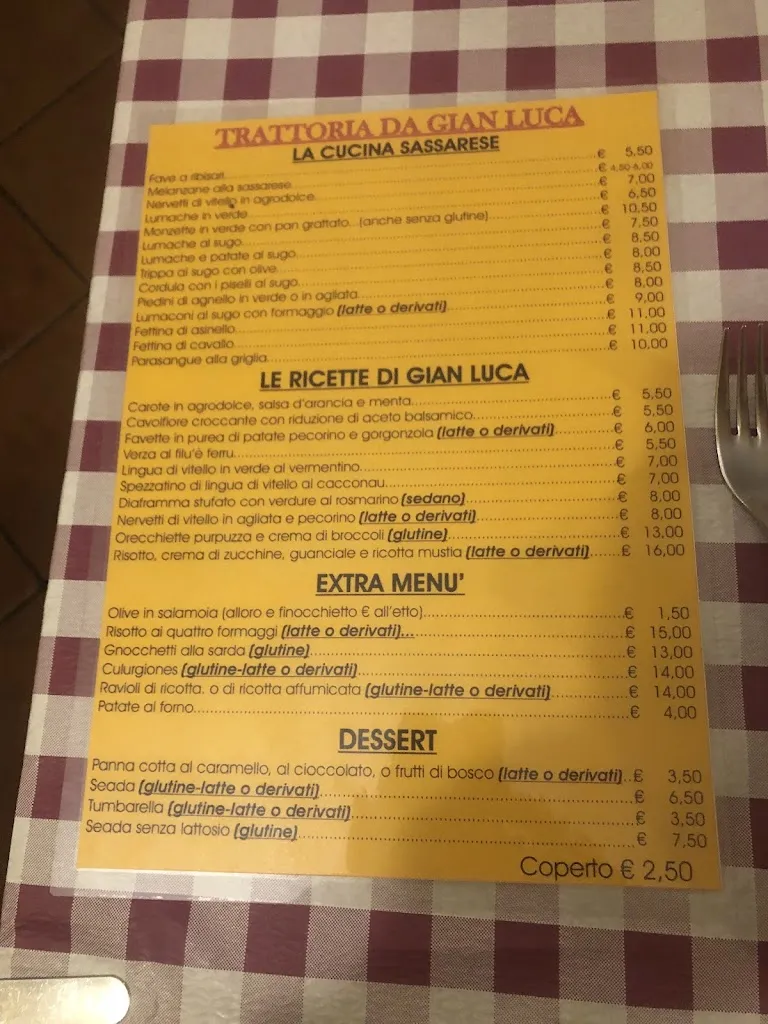 TRATTORIA DA GIAN LUCA
LA CUCINA SASSARESE
Fave a ribisari € 5,50
Melanzane alla sassarese € 4,50-6,00
Nervetti di vitello in agrodolce € 7,00
Lumache in verde € 6,50
Monzette in verde con pan grattato. (anche senza glutine) € 10,50
Lumache al sugo € 7,50
Lumache e patate al sugo € 8,50
Trippa al sugo con olive € 8,00
Cordula con i piselli al sugo € 8,50
Piedini di agnello in verde o in agliata € 8,00
Lumaconi al sugo con formaggio (latte o derivati) € 9,00
Fettina di asinello € 11,00
Fettina di cavallo € 11,00
Parasangue alla griglia € 10,00
LE RICETTE DI GIAN LUCA
Carote in agrodolce, salsa d'arancia e menta € 5,50
Cavolfiore croccante con riduzione di aceto balsamico € 5,50
Favette in purea di patate pecorino e gorgonzola (latte o derivati) € 6,00
Verza al filu'è ferru € 5,50
Lingua di vitello in verde al vermentino € 7,00
Spezzatino di lingua di vitello al cacconau € 7,00
Diaframma stufato con verdure al rosmarino (sedano) € 8,00
Nervetti di vitello in agliata e pecorino (latte o derivati) € 8,00
Orecchiette purpuzza e crema di broccoli (glutine) € 13,00
Risotto, crema di zucchine, guanciale e ricotta mustia (latte o derivati) € 16,00
EXTRA MENU'
Olive in salamoia (alloro e finocchietto € all'etto) € 1,50
Risotto ai quattro formaggi (latte o derivati)... € 15,00
Gnocchetti alla sarda (glutine) € 13,00
Culurgiones (glutine-latte o derivati) € 14,00
Ravioli di ricotta. o di ricotta affumicata (glutine-latte o derivati) € 14,00
Patate al forno € 4,00
DESSERT
Panna cotta al caramello, al cioccolato, o frutti di bosco (latte o derivati) € 3,50
Seada (glutine-latte o derivati) € 6,50
Tumbarella (glutine-latte o derivati) € 3,50
Seada senza lattosio (glutine) € 7,50
Coperto € 2,50